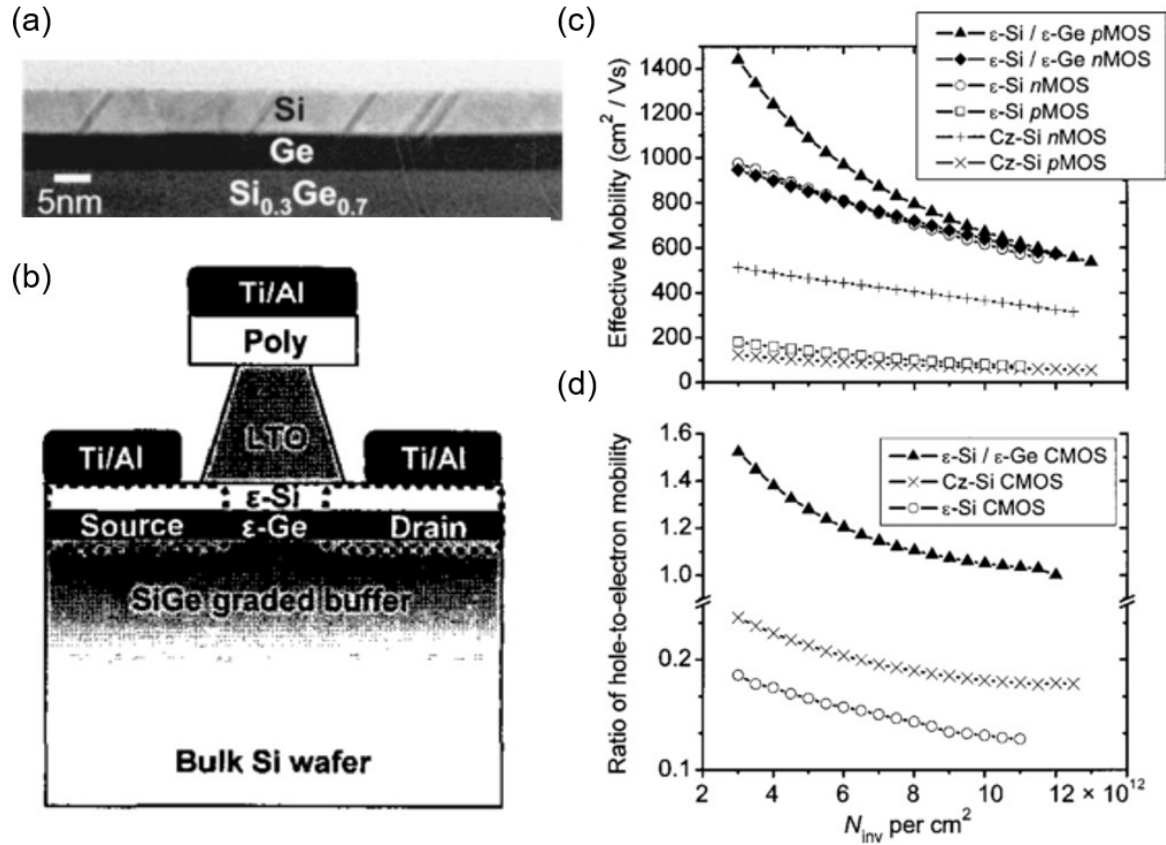 (a)
Si
Ge
5nm
Si0.3Ge0.7
(b)
Ti/Al
Poly
LTO
Ti/Al
Ti/Al
ε-Si
Source
ε-Ge
Drain
SiGe graded buffer
Bulk Si wafer
(c)
Effective Mobility (cm² / Vs)
1400
1200
1000
800
600
400
200
0
ε-Si / ε-Ge pMOS
ε-Si / ε-Ge nMOS
ε-Si nMOS
ε-Si pMOS
Cz-Si nMOS
Cz-Si pMOS
(d)
Ratio of hole-to-electron mobility
1.6
1.4
1.2
1.0
0.2
0.1
ε-Si / ε-Ge CMOS
Cz-Si CMOS
ε-Si CMOS
2 4 6 8 10 12 × 10¹²
Ninv per cm²